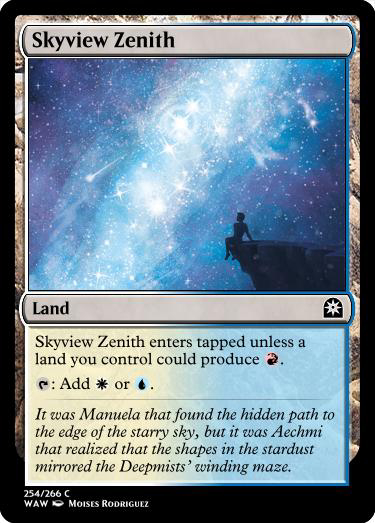 Skyview Zenith
Land
Skyview Zenith enters tapped unless a
land you control could produce .
: Add or .
It was Manuela that found the hidden path to
the edge of the starry sky, but it was Aechmi
that realized that the shapes in the stardust
mirrored the Deepmists' winding maze.
254/266 C
WAW Moises Rodriguez